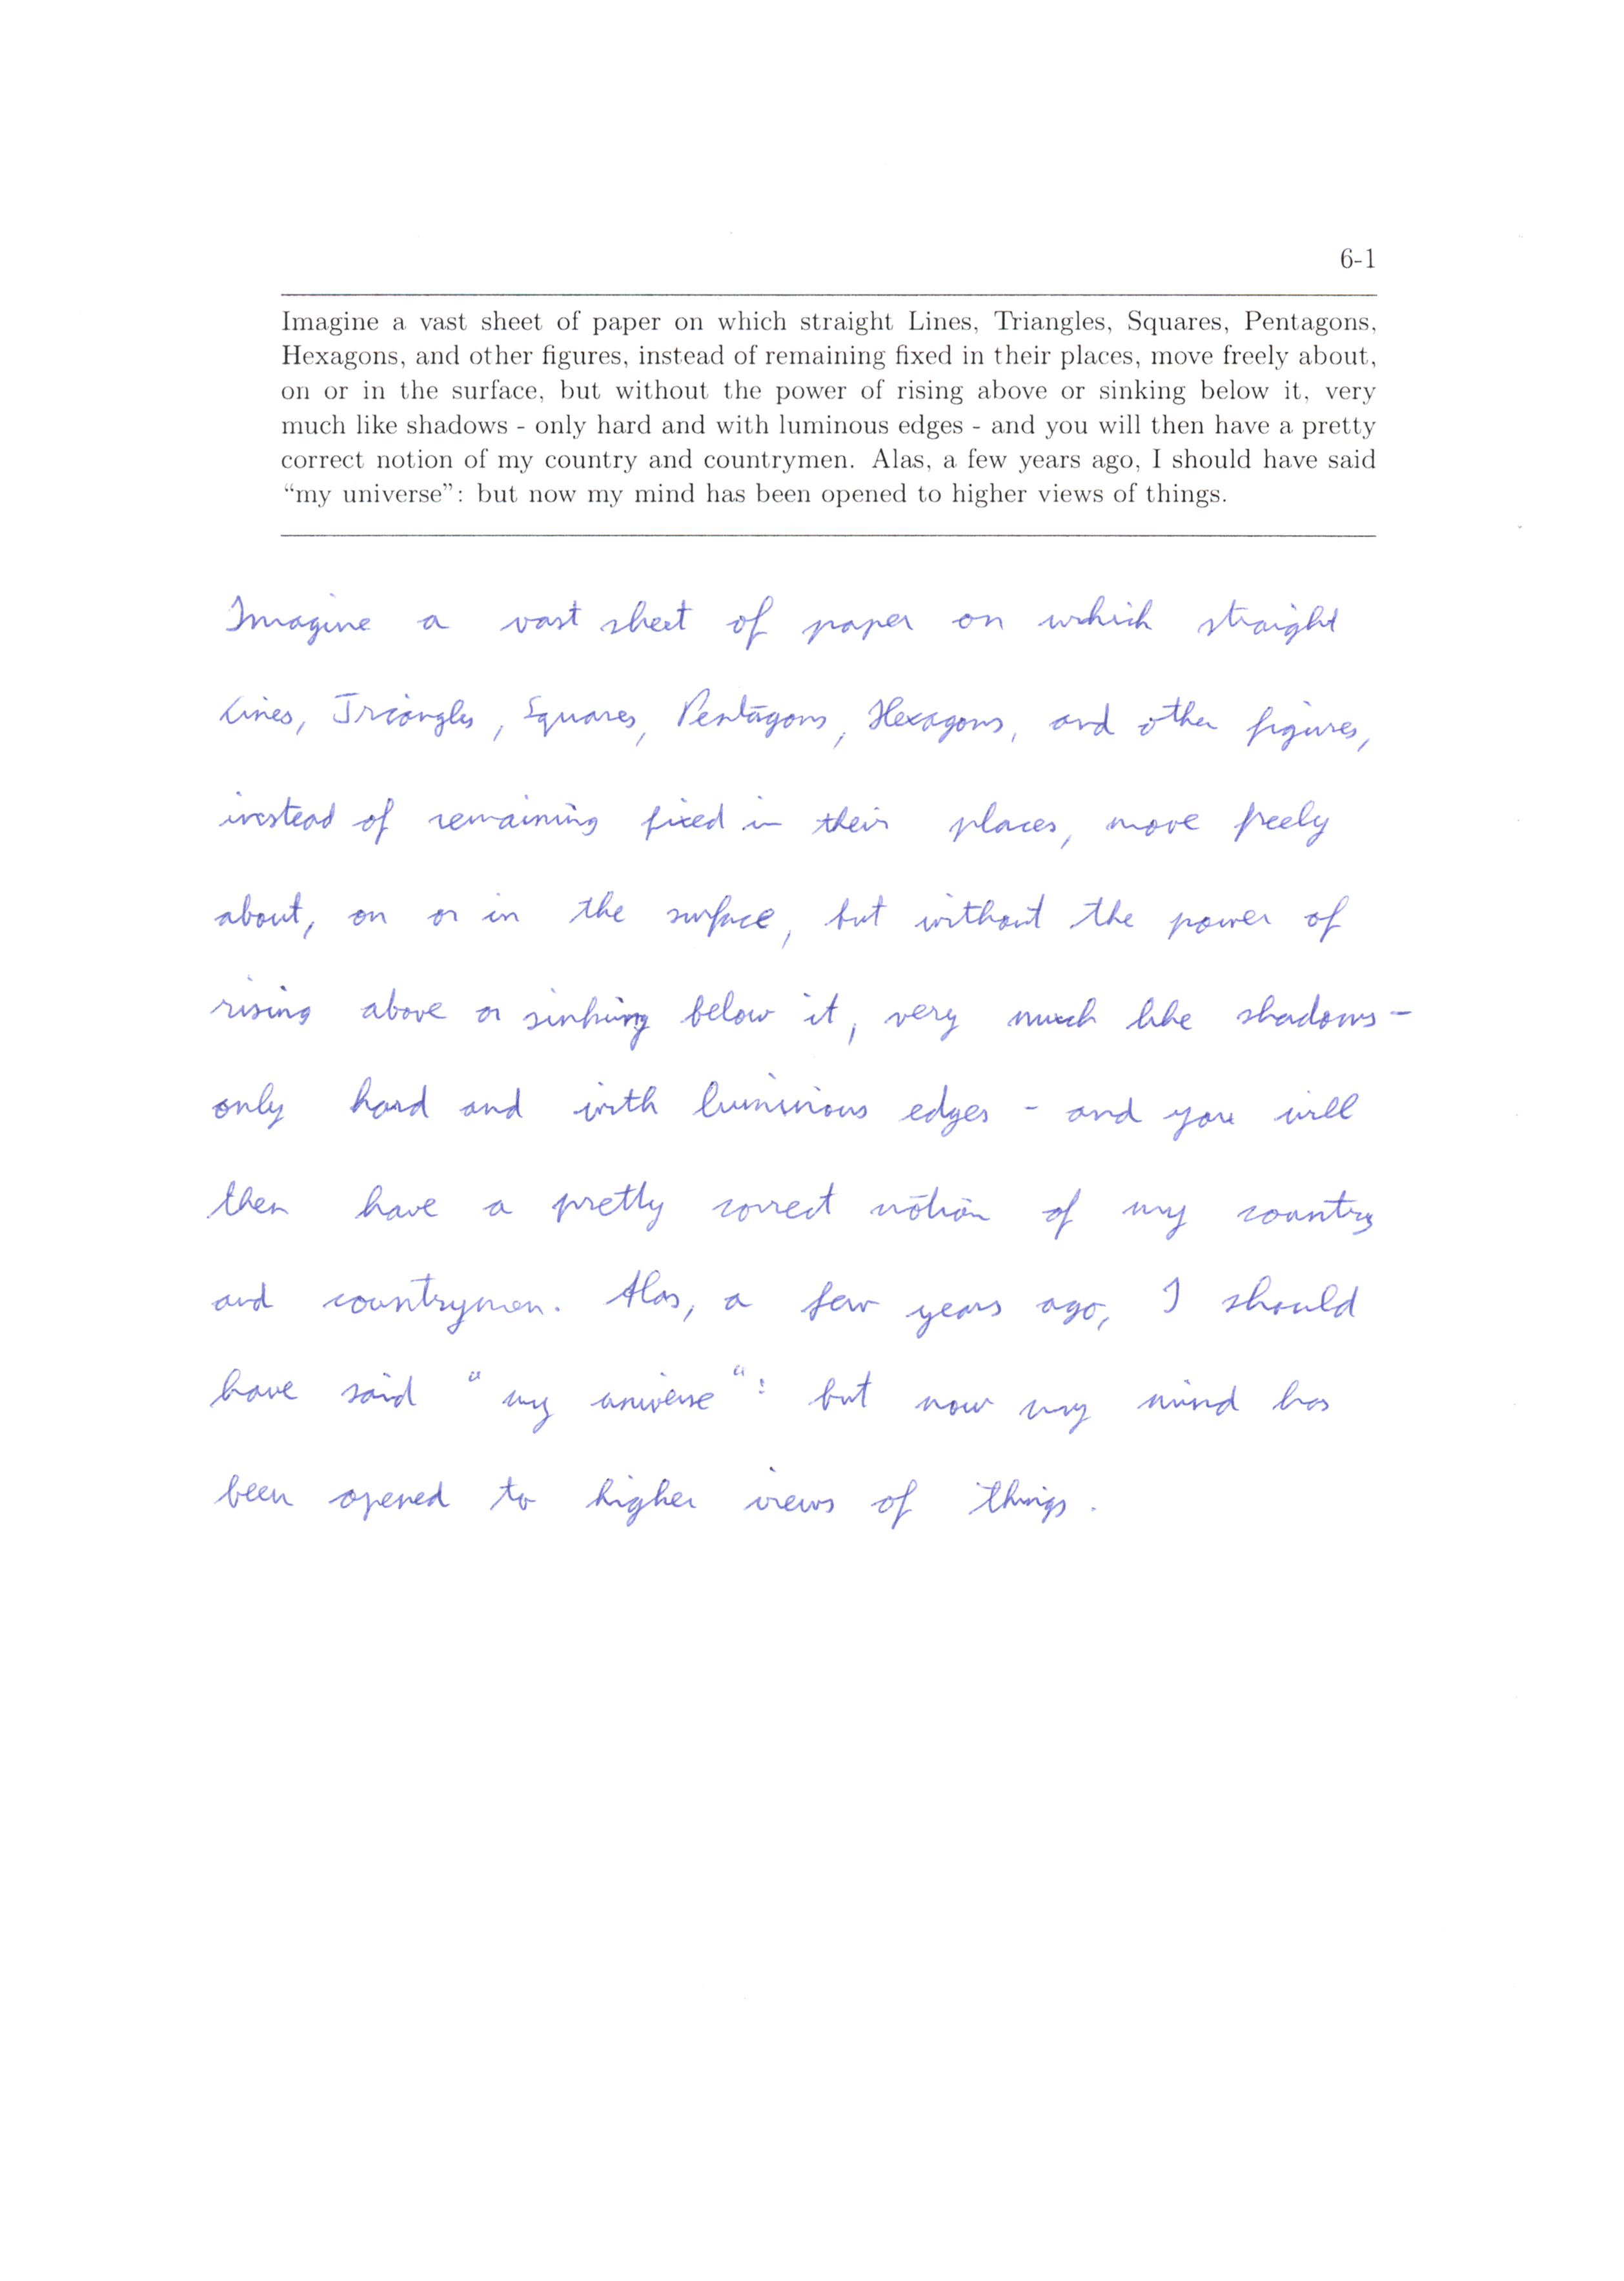 6-1
Imagine a vast sheet of paper on which straight Lines, Triangles, Squares, Pentagons,
Hexagons, and other figures, instead of remaining fixed in their places, move freely about,
on or in the surface, but without the power of rising above or sinking below it, very
much like shadows - only hard and with luminous edges - and you will then have a pretty
correct notion of my country and countrymen. Alas, a few years ago, I should have said
“my universe”: but now my mind has been opened to higher views of things.
Imagine a vast sheet of paper on which straight
Lines, Triangles, Squares, Pentagons, Hexagons, and other figures,
instead of remaining fixed in their places, move freely
about, on or in the surface, but without the power of
rising above or sinking below it, very much like shadows -
only hard and with luminious edges - and you will
then have a pretty correct notion of my country
and countrymen. Alas, a few years ago, I should
have said “my universe“: but now my mind has
been opened to higher views of things.